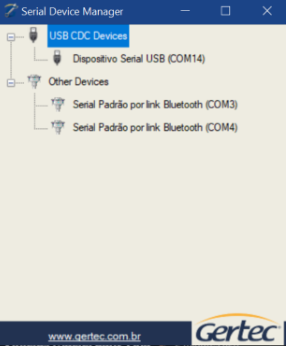 Serial Device Manager
USB CDC Devices
Dispositivo Serial USB (COM14)
Other Devices
Serial Padrão por link Bluetooth (COM3)
Serial Padrão por link Bluetooth (COM4)
www.gertec.com.br
Gertec